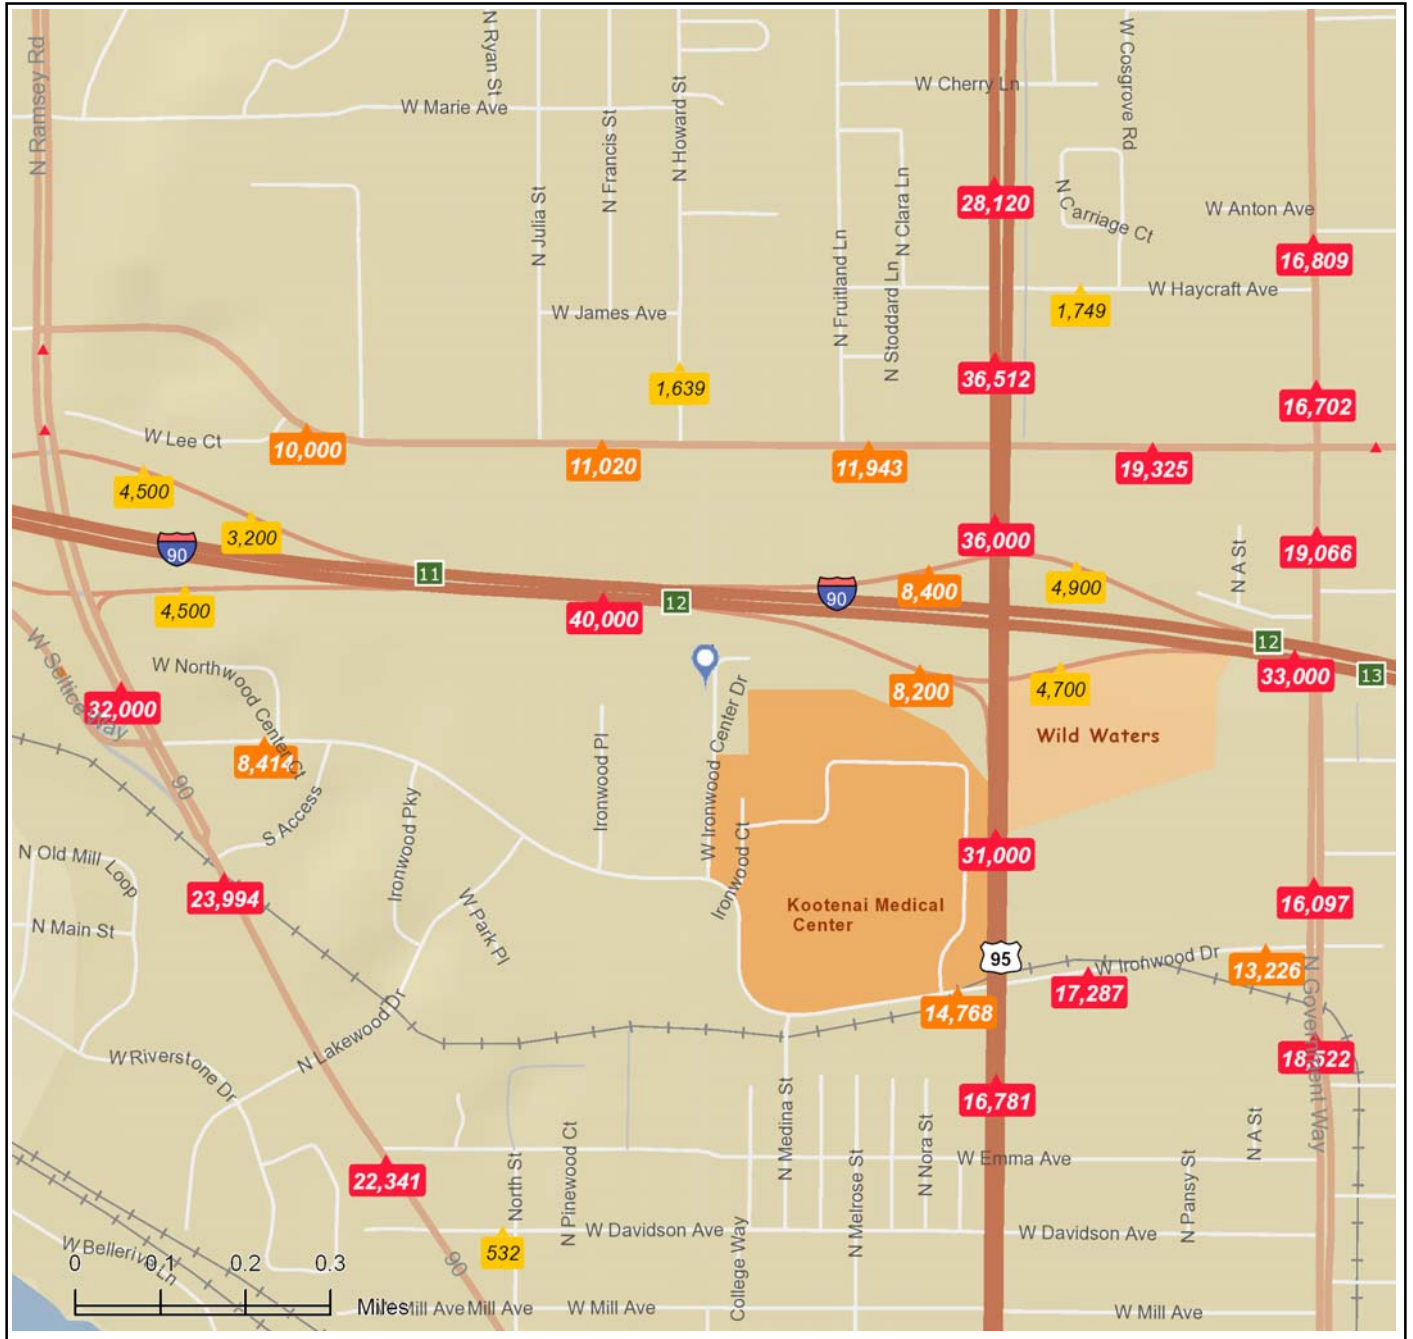 N Ramsey Rd
N Ryan St
W Cosgrove Rd
W Cherry Ln
W Marie Ave
N Howard St
N Francis St
N Julia St
N Clara Ln
28,120
N Carriage Ct
W Anton Ave
N Fruitland Ln
N Stoddard Ln
16,809
W Haycraft Ave
1,749
W James Ave
1,639
36,512
16,702
W Lee Ct
10,000
11,020
11,943
19,325
4,500
3,200
90
36,000
19,066
N A St
11
12
90
8,400
4,900
4,500
40,000
12
13
33,000
W Seltice Way
W Northwood Center Ct
32,000
8,200
4,700
W Ironwood Center Dr
Wild Waters
8,414
Ironwood Pl
90
S Access
Ironwood Pky
Ironwood Ct
31,000
N Old Mill Loop
23,994
W Park Pl
Kootenai Medical
Center
16,097
N Main St
95
W Ironwood Dr
13,226
17,287
14,768
N Government Way
18,522
W Riverstone Dr
N Lakewood Dr
16,781
N Medina St
N Melrose St
N Nora St
N A St
W Emma Ave
22,341
North St
N Pinewood Ct
N Pansy St
W Davidson Ave
W Davidson Ave
532
College Way
W Bellerive Ln
90
0 0.1 0.2 0.3
Miles
Mill Ave
Mill Ave
W Mill Ave
W Mill Ave